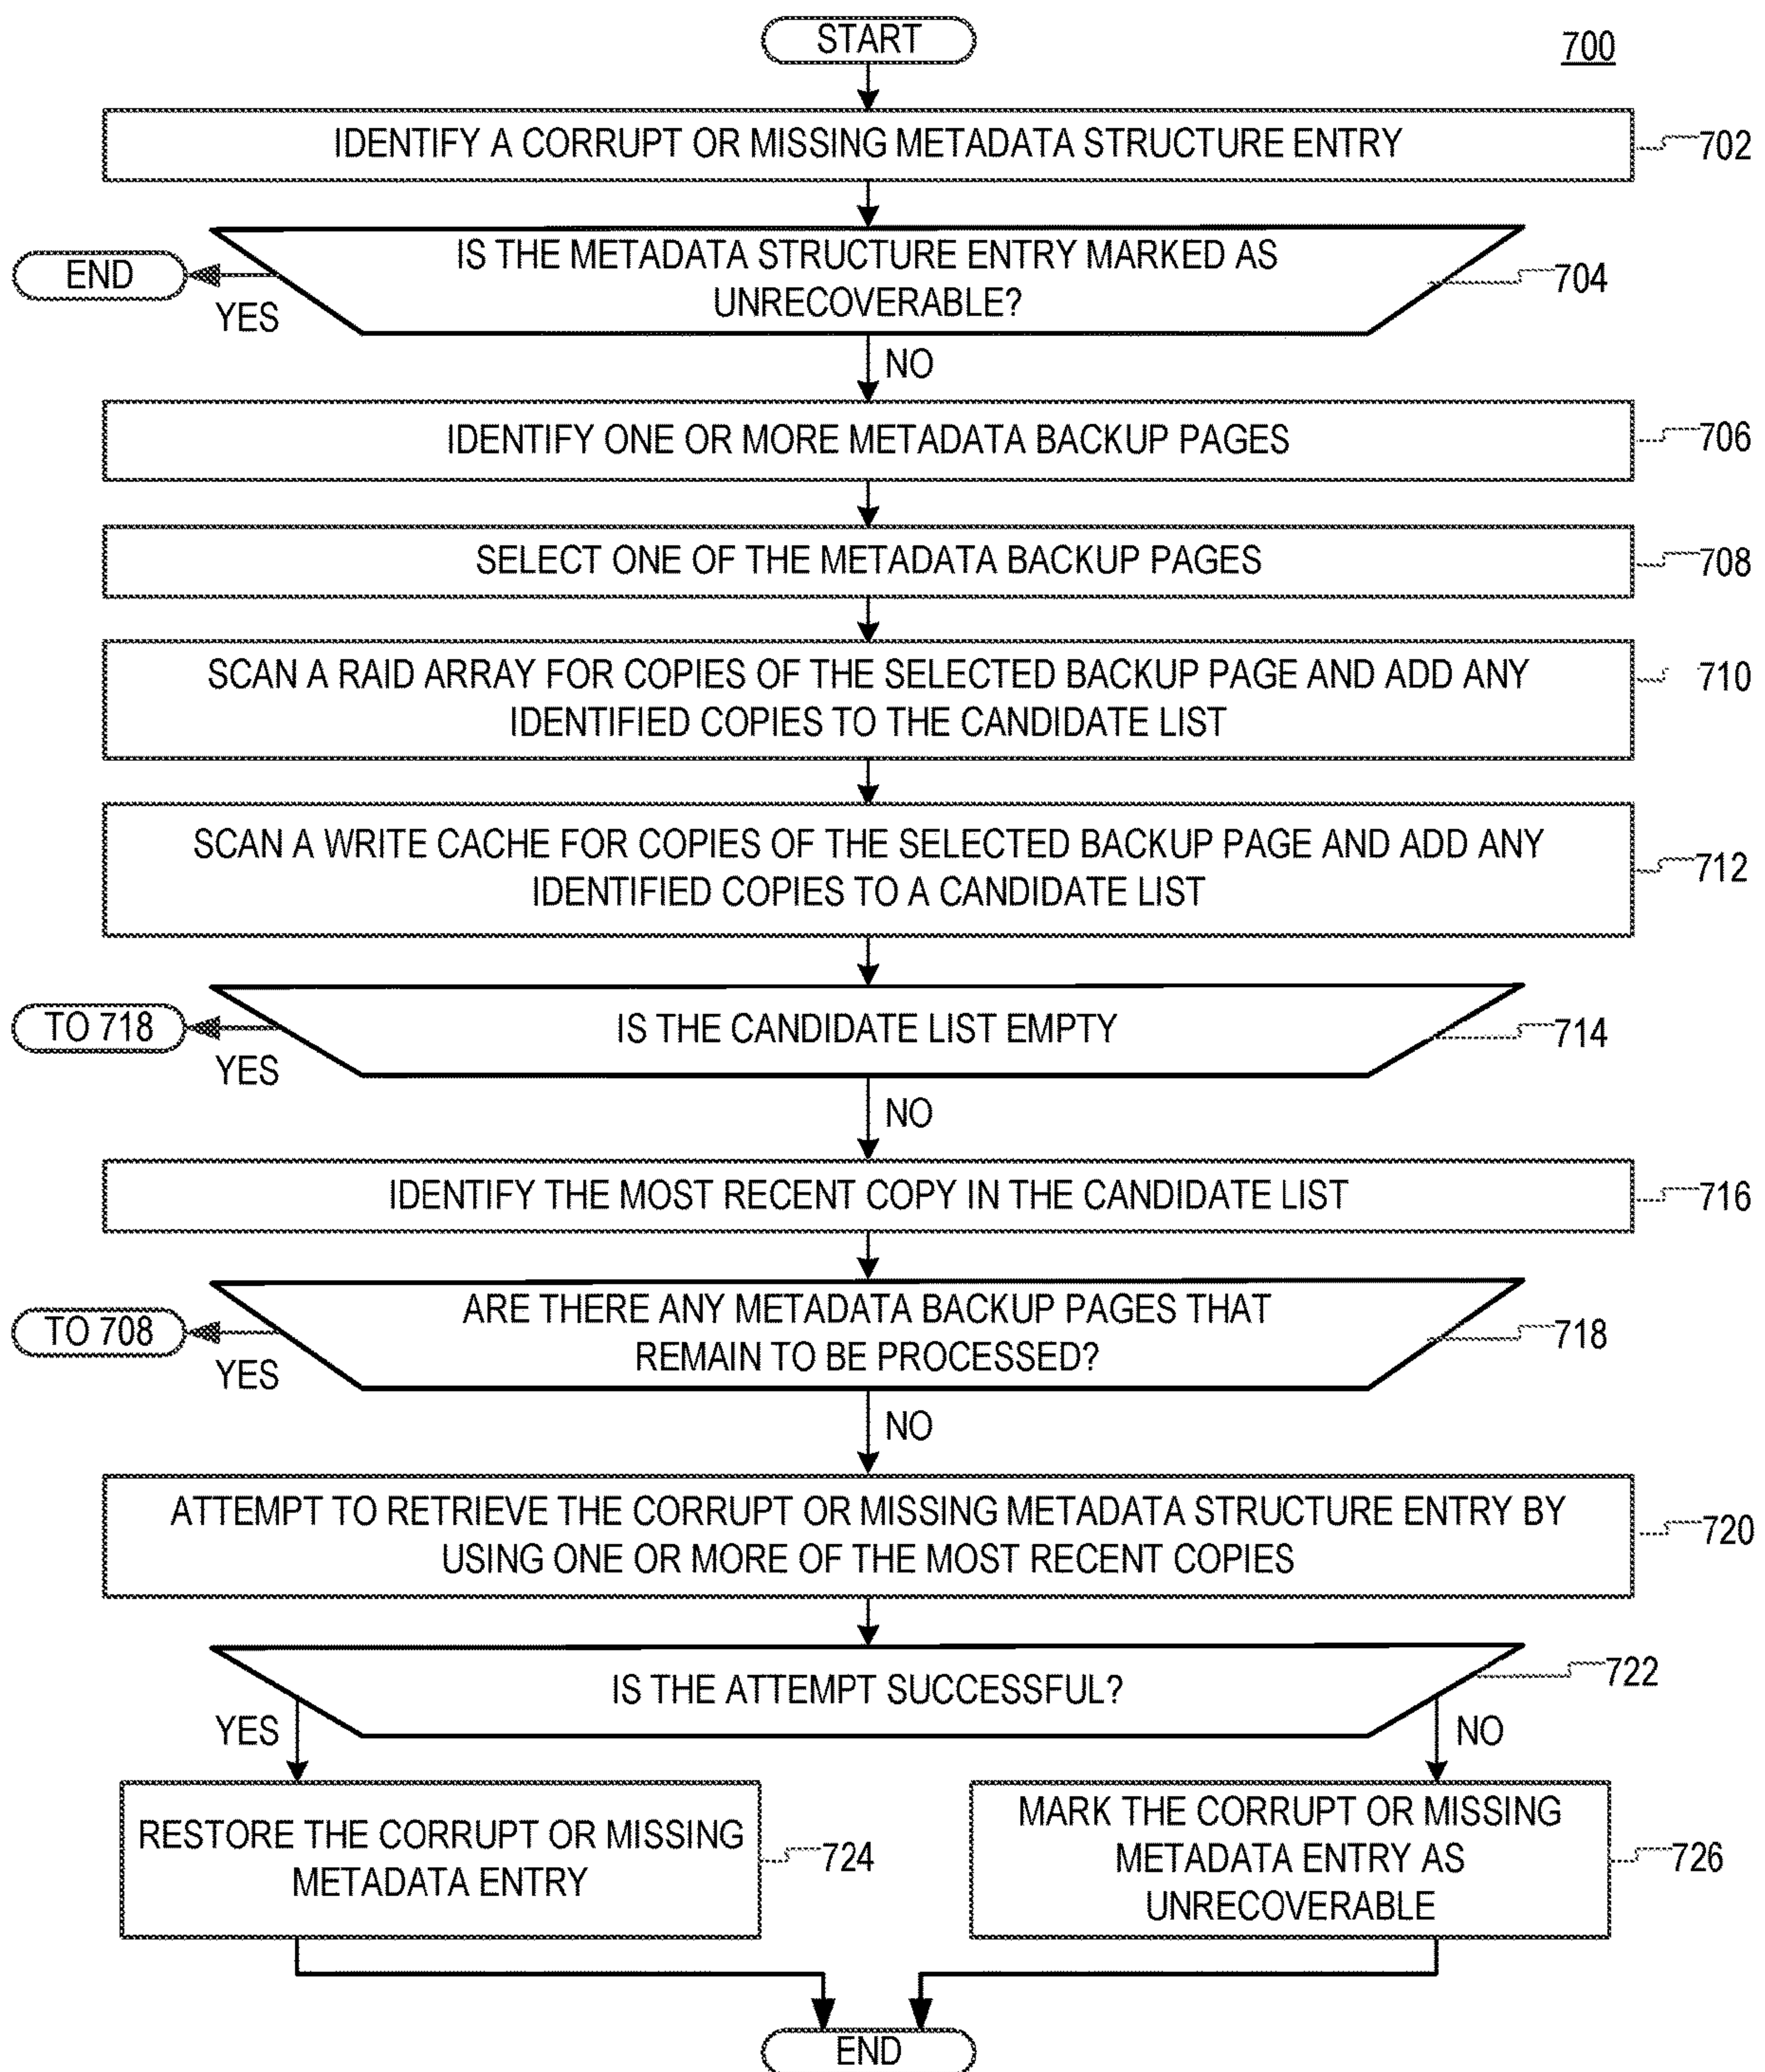 START
700
IDENTIFY A CORRUPT OR MISSING METADATA STRUCTURE ENTRY
702
IS THE METADATA STRUCTURE ENTRY MARKED AS
UNRECOVERABLE?
704
END
YES
NO
IDENTIFY ONE OR MORE METADATA BACKUP PAGES
706
SELECT ONE OF THE METADATA BACKUP PAGES
708
SCAN A RAID ARRAY FOR COPIES OF THE SELECTED BACKUP PAGE AND ADD ANY
IDENTIFIED COPIES TO THE CANDIDATE LIST
710
SCAN A WRITE CACHE FOR COPIES OF THE SELECTED BACKUP PAGE AND ADD ANY
IDENTIFIED COPIES TO A CANDIDATE LIST
712
TO 718
IS THE CANDIDATE LIST EMPTY
714
YES
NO
IDENTIFY THE MOST RECENT COPY IN THE CANDIDATE LIST
716
ARE THERE ANY METADATA BACKUP PAGES THAT
REMAIN TO BE PROCESSED?
718
TO 708
YES
NO
ATTEMPT TO RETRIEVE THE CORRUPT OR MISSING METADATA STRUCTURE ENTRY BY
USING ONE OR MORE OF THE MOST RECENT COPIES
720
IS THE ATTEMPT SUCCESSFUL?
722
YES
NO
RESTORE THE CORRUPT OR MISSING
METADATA ENTRY
724
MARK THE CORRUPT OR MISSING
METADATA ENTRY AS
UNRECOVERABLE
726
END